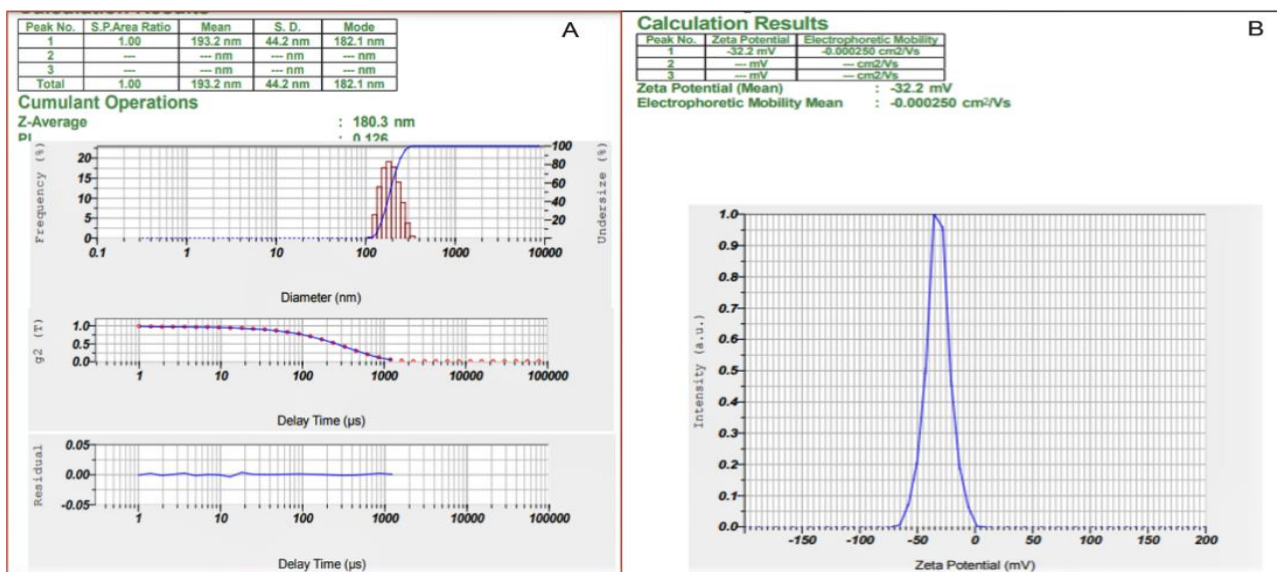 Calculation Results
A
Peak No. S.P.Area Ratio Mean S. D. Mode
1 1.00 193.2 nm 44.2 nm 182.1 nm
2 --- --- nm --- nm --- nm
3 --- --- nm --- nm --- nm
Total 1.00 193.2 nm 44.2 nm 182.1 nm
Cumulant Operations
Z-Average : 180.3 nm
PI : 0.126
Frequency (%)
20
15
10
5
0
100
80
60
40
20
0
Undersize (%)
0.1 1 10 100 1000 10000
Diameter (nm)
g2 (T)
1.0
0.5
0.0
1 10 100 1000 10000 100000
Delay Time (µs)
Residual
0.05
0.00
-0.05
1 10 100 1000 10000 100000
Delay Time (µs)
Calculation Results
B
Peak No. Zeta Potential Electrophoretic Mobility
1 -32.2 mV -0.000250 cm2/Vs
2 --- mV --- cm2/Vs
3 --- mV --- cm2/Vs
Zeta Potential (Mean) : -32.2 mV
Electrophoretic Mobility Mean : -0.000250 cm²/Vs
Intensity (a.u.)
1.0
0.9
0.8
0.7
0.6
0.5
0.4
0.3
0.2
0.1
0.0
-150 -100 -50 0 50 100 150 200
Zeta Potential (mV)